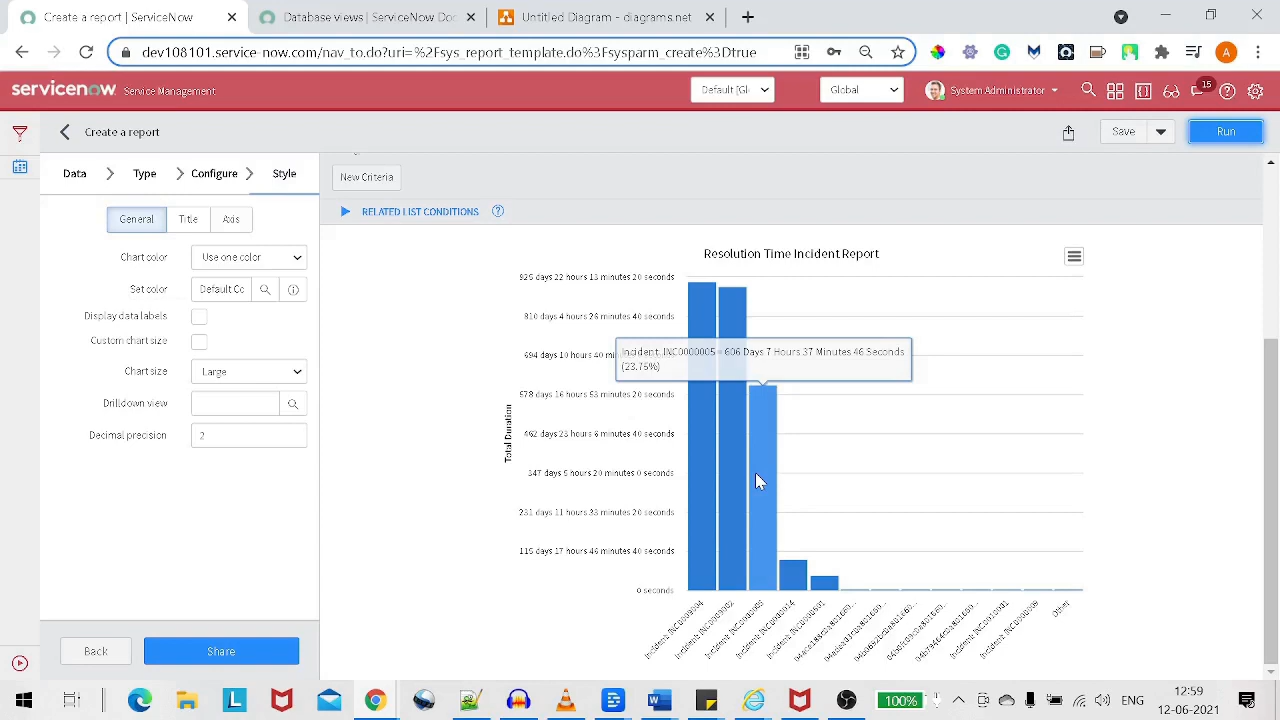 Create a report | ServiceNow
Database views | ServiceNow Doc
Untitled Diagram - diagrams.net
dev108101.service-now.com/nav_to.do?uri=%2Fsys_report_template.do%3Fsysparm_create%3Dtrue
servicenow Service Management
Default [Gl
Global
System Administrator
15
Create a report
Save
Run
Data
Type
Configure
Style
New Criteria
RELATED LIST CONDITIONS
General
Title
Axis
Chart color
Use one color
Set color
Default Co
Display data labels
Custom chart size
Chart size
Large
Drilldown view
Decimal precision
2
Back
Share
Resolution Time Incident Report
925 days 22 hours 13 minutes 20 seconds
810 days 4 hours 26 minutes 40 seconds
694 days 10 hours 40
578 days 16 hours 53 minutes 20 seconds
462 days 23 hours 6 minutes 40 seconds
347 days 5 hours 20 minutes 0 seconds
231 days 11 hours 33 minutes 20 seconds
115 days 17 hours 46 minutes 40 seconds
0 seconds
Total Duration
Incident INC0000005 = 606 Days 7 Hours 37 Minutes 46 Seconds
(23.75%)
Other
100%
ENG
12:59
12-06-2021